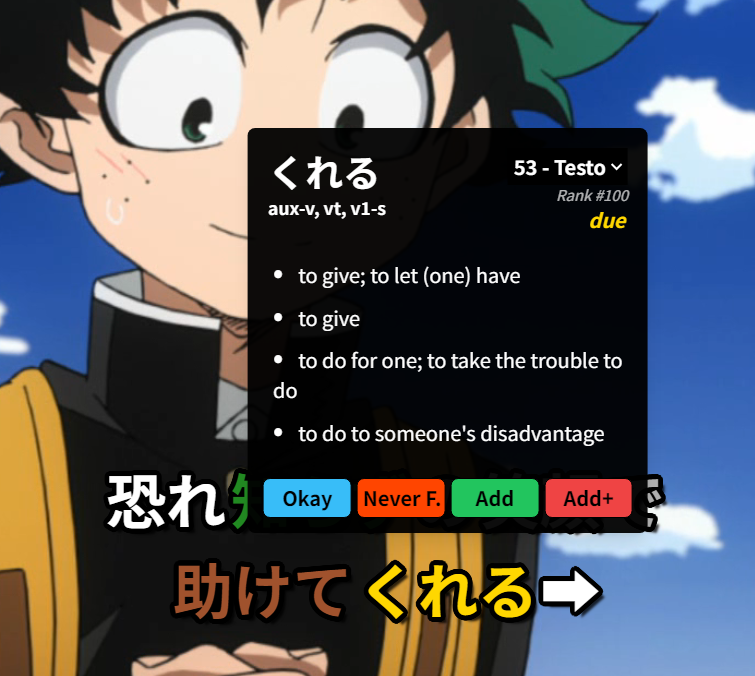 くれる
53 - Testo
aux-v, vt, v1-s
Rank #100
due
• to give; to let (one) have
• to give
• to do for one; to take the trouble to
do
• to do to someone's disadvantage
Okay Never F. Add Add+
恐れ で
助けて くれる➡